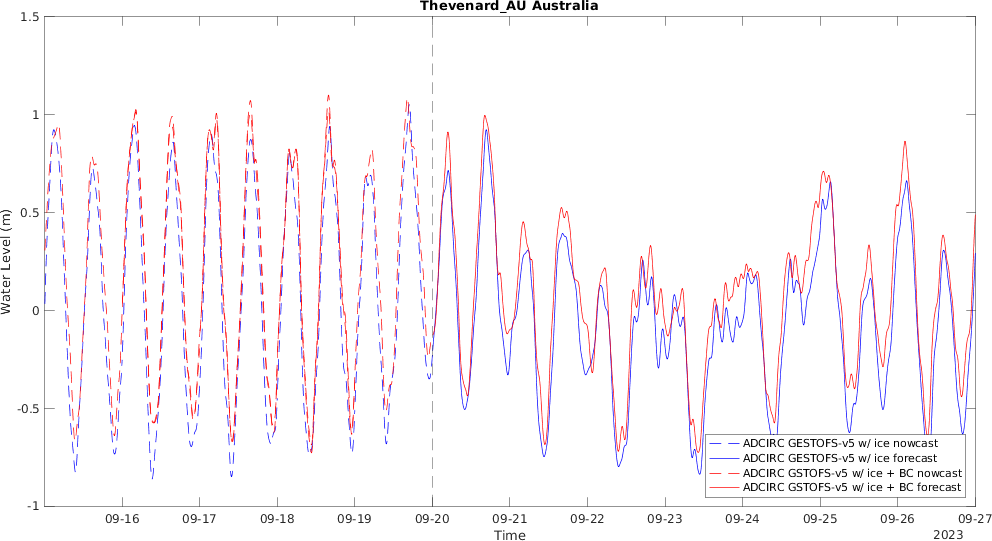 Thevenard_AU Australia
1.5
1
0.5
0
-0.5
-1
Water Level (m)
09-16 09-17 09-18 09-19 09-20 09-21 09-22 09-23 09-24 09-25 09-26 09-27
Time
2023
ADCIRC GESTOFS-v5 w/ ice nowcast
ADCIRC GESTOFS-v5 w/ ice forecast
ADCIRC GSTOFS-v5 w/ ice + BC nowcast
ADCIRC GSTOFS-v5 w/ ice + BC forecast